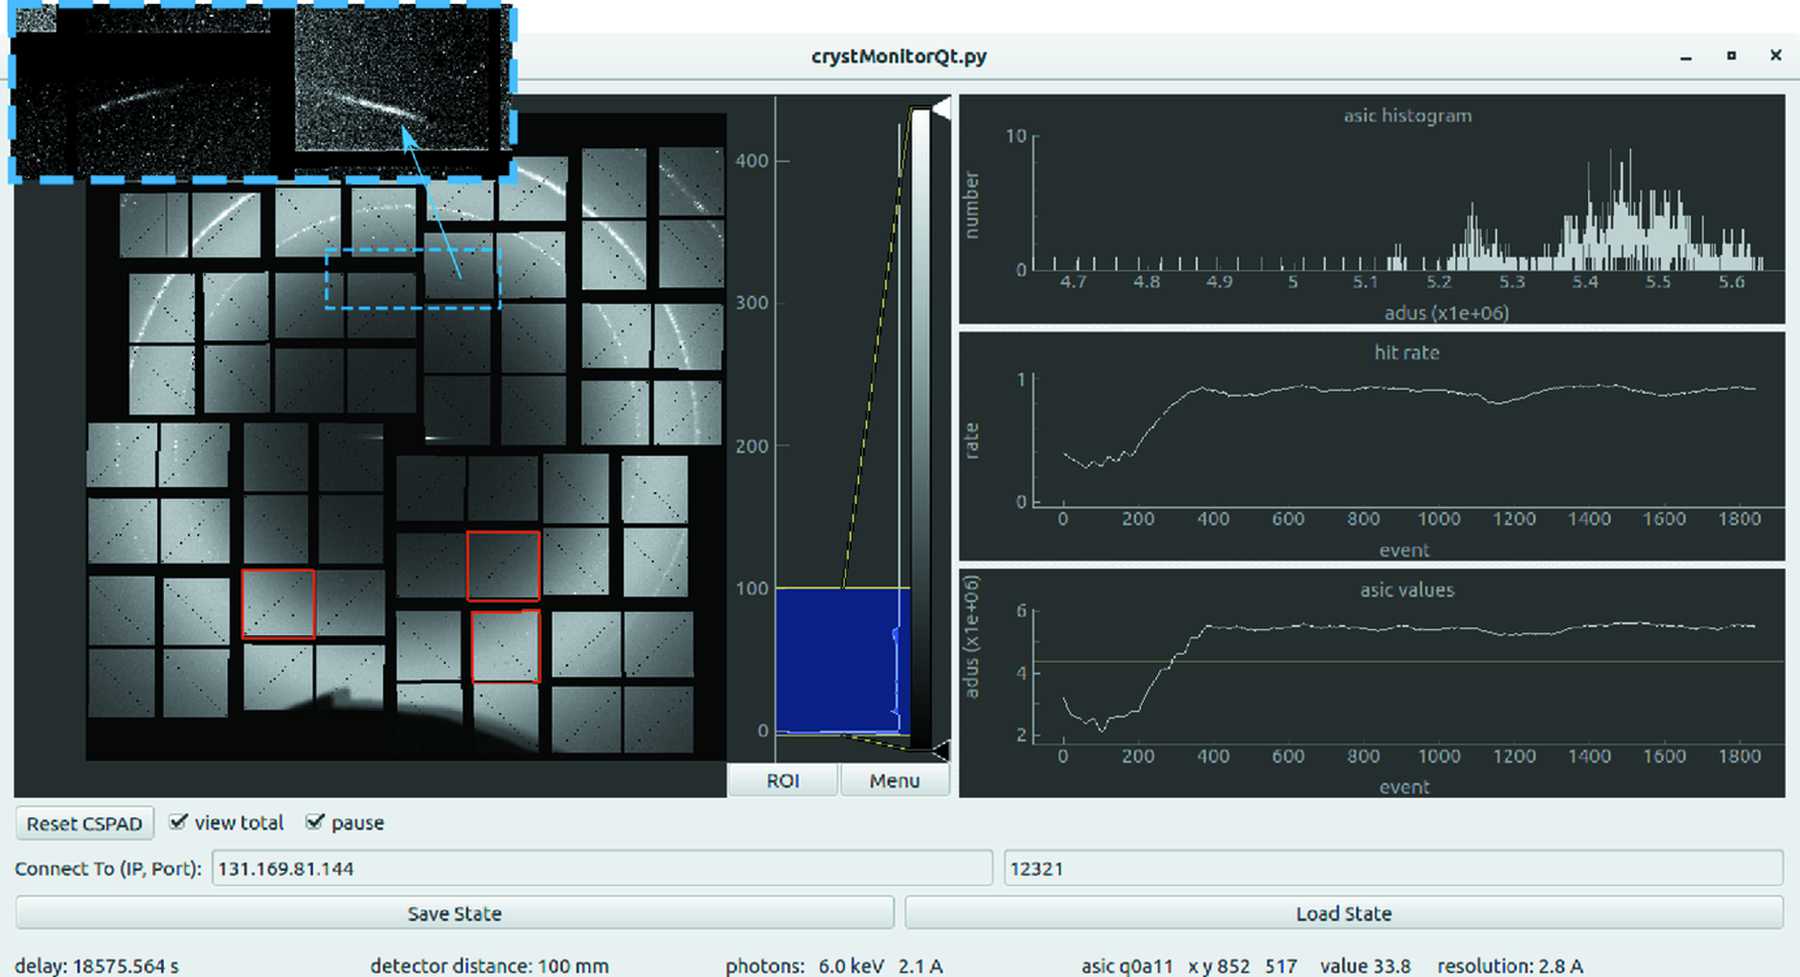 crystMonitorQt.py
400
300
200
100
0
ROI
Menu
asic histogram
number
10
0
4.7 4.8 4.9 5 5.1 5.2 5.3 5.4 5.5 5.6
adus (x1e+06)
hit rate
rate
1
0
0 200 400 600 800 1000 1200 1400 1600 1800
event
asic values
adus (x1e+06)
6
4
2
0 200 400 600 800 1000 1200 1400 1600 1800
event
Reset CSPAD view total pause
Connect To (IP, Port): 131.169.81.144 12321
Save State Load State
delay: 18575.564 s detector distance: 100 mm photons: 6.0 keV 2.1 A asic q0a11 x y 852 517 value 33.8 resolution: 2.8 A